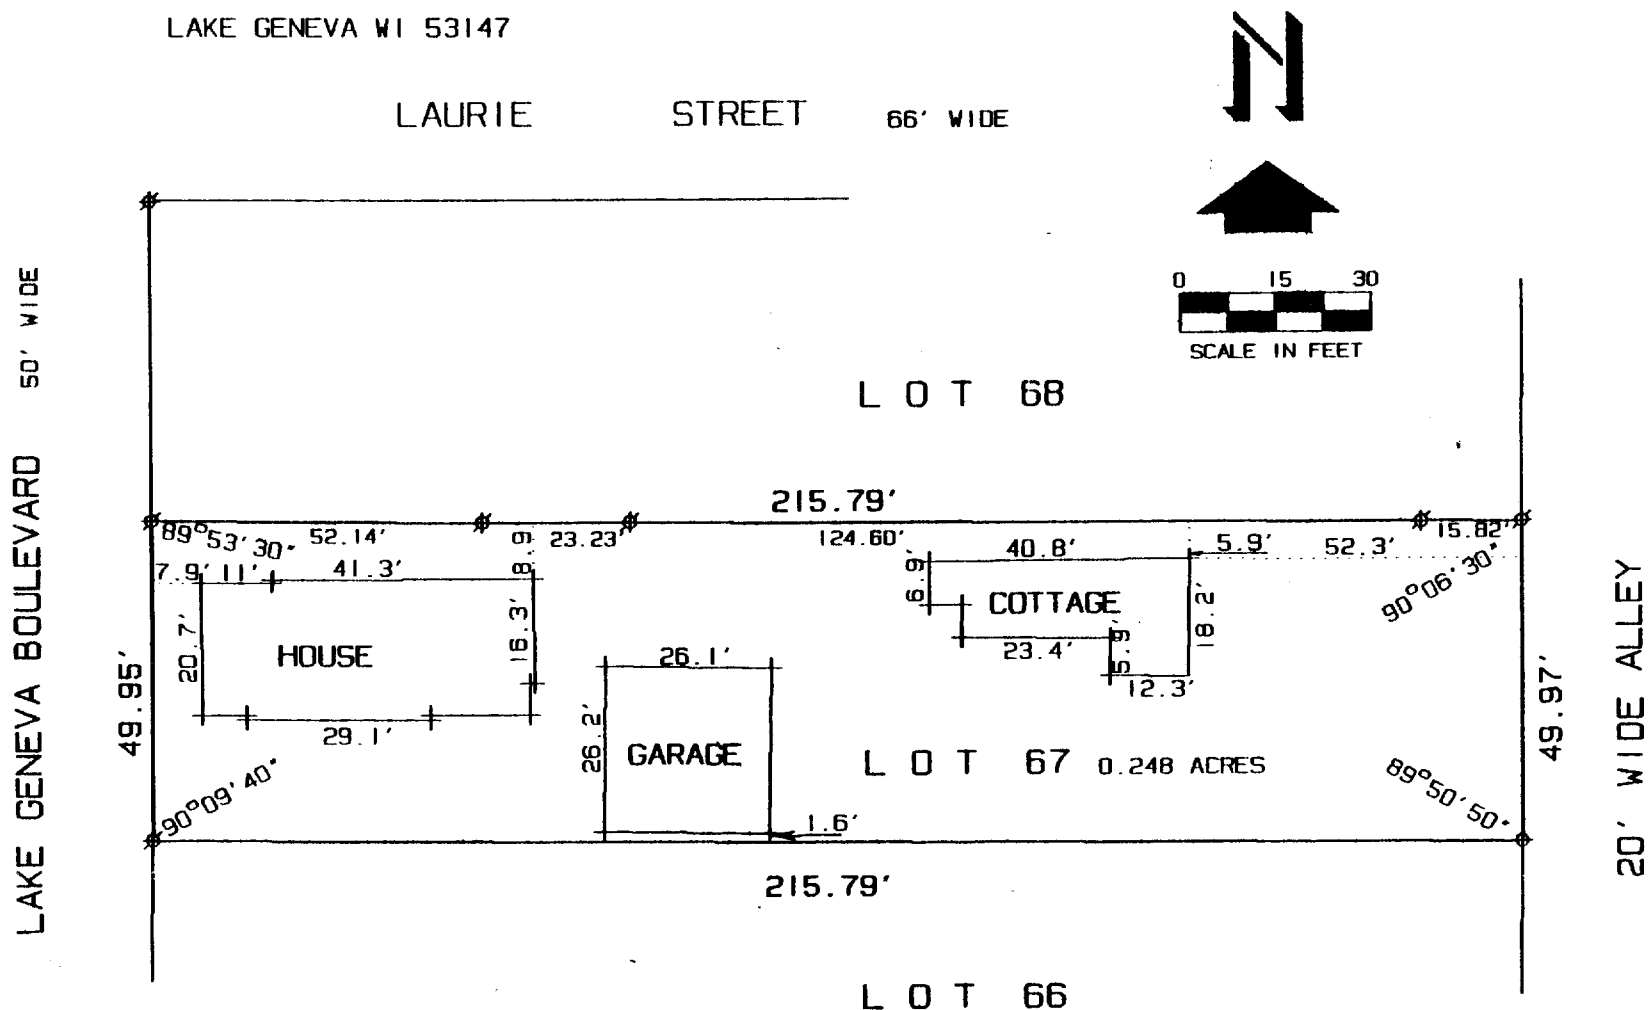 LAKE GENEVA WI 53147
N
LAURIE STREET 66' WIDE
0 15 30
SCALE IN FEET
LAKE GENEVA BOULEVARD 50' WIDE
LOT 68
215.79'
89°53'30" 52.14' 8.9' 23.23' 124.60' 15.82'
7.9' 11' 41.3' 6.9' 40.8' 5.9' 52.3' 90°06'30"
20.7' HOUSE 16.3' COTTAGE 18.2'
23.4' 5.9'
12.3'
29.1'
26.1'
26.2' GARAGE
49.95'
LOT 67 0.248 ACRES
49.97'
20' WIDE ALLEY
90°09'40"
89°50'50"
1.6'
215.79'
LOT 66